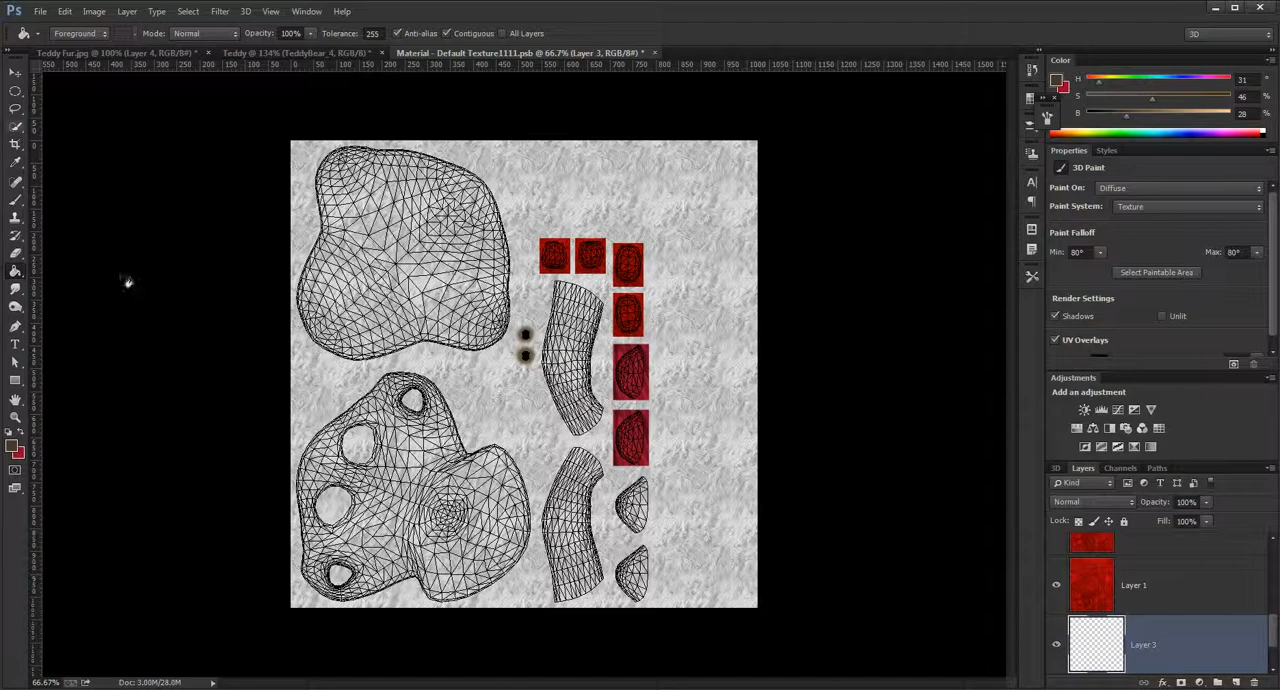 Ps File Edit Image Layer Type Select Filter 3D View Window Help
Foreground Mode: Normal Opacity: 100% Tolerance: 255 Anti-alias Contiguous All Layers 3D
Teddy Fur.jpg @ 100% (Layer 4, RGB/8#) * × Teddy @ 134% (TeddyBear_4, RGB/8#) * × Material - Default Texture1111.psb @ 66.7% (Layer 3, RGB/8#) * ×
Color
H 31 °
S 46 %
B 28 %
Properties Styles
3D Paint
Paint On: Diffuse
Paint System: Texture
Paint Falloff
Min: 80° Max: 80°
Select Paintable Area
Render Settings
Shadows Unlit
UV Overlays
Adjustments
Add an adjustment
3D Layers Channels Paths
Kind
Normal Opacity: 100%
Lock: Fill: 100%
Layer 1
Layer 3
66.67% Doc: 3.00M/28.0M